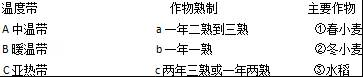 温度带 作物熟制 主要作物
A 中温带 a 一年二熟到三熟 ①春小麦
B 暖温带 b 一年一熟 ②冬小麦
C 亚热带 c 两年三熟或一年两熟 ③水稻